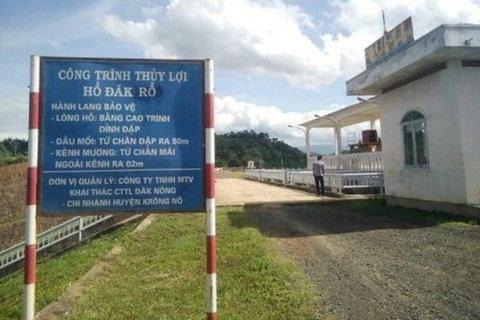 CÔNG TRÌNH THỦY LỢI
HỒ ĐĂK RỒ
HÀNH LANG BẢO VỆ
- LÒNG HỒ: BẰNG CAO TRÌNH
ĐỈNH ĐẬP
- ĐẦU MỐI: TỪ CHÂN ĐẬP RA 50m
- KÊNH MƯƠNG: TỪ CHÂN MÁI
NGOÀI KÊNH RA 02m
ĐƠN VỊ QUẢN LÝ: CÔNG TY TNHH MTV
KHAI THÁC CTTL ĐĂK NÔNG
- CHI NHÁNH HUYỆN KRÔNG NÔ